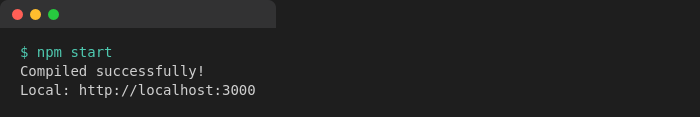 $ npm start
Compiled successfully!
Local: http://localhost:3000